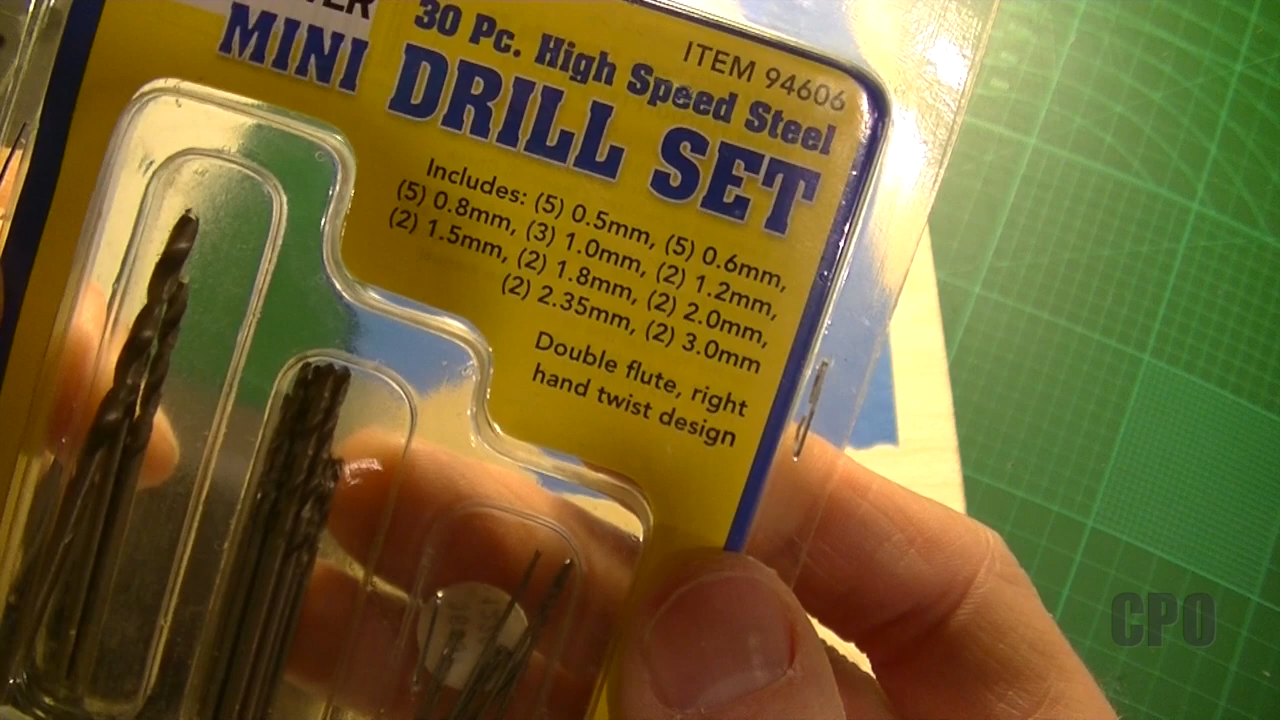 ITEM 94606
30 Pc. High Speed Steel
MINI DRILL SET
Includes: (5) 0.5mm, (5) 0.6mm,
(5) 0.8mm, (3) 1.0mm, (2) 1.2mm,
(2) 1.5mm, (2) 1.8mm, (2) 2.0mm,
(2) 2.35mm, (2) 3.0mm
Double flute, right
hand twist design
CPO